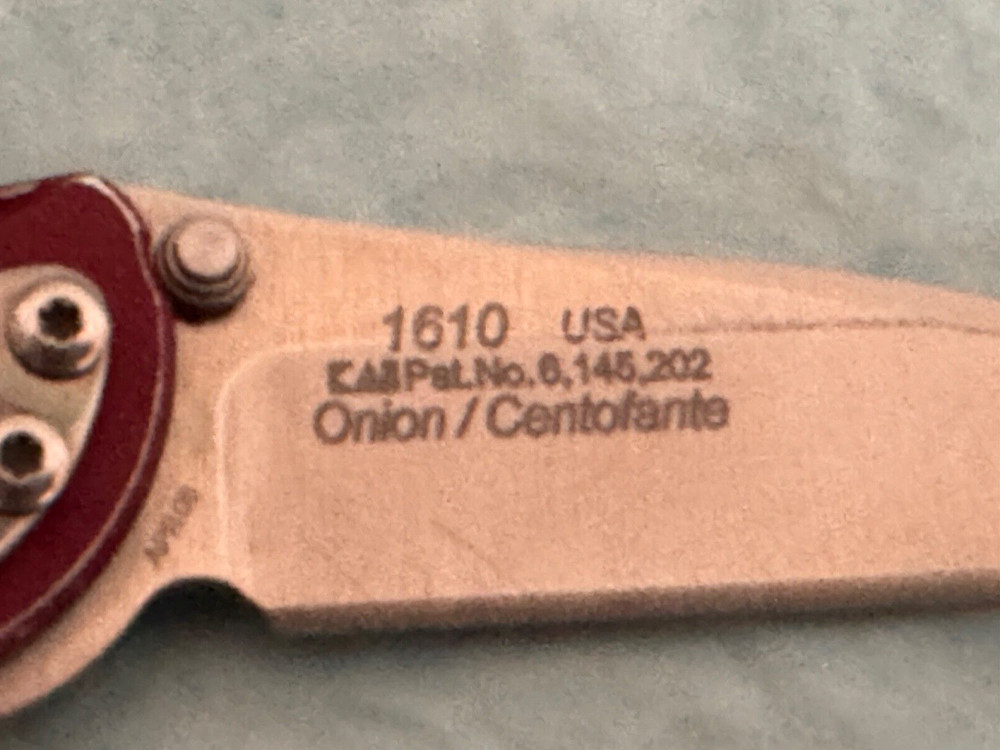 1610 USA
KAI Pat.No. 6,145,202
Onion / Centofante